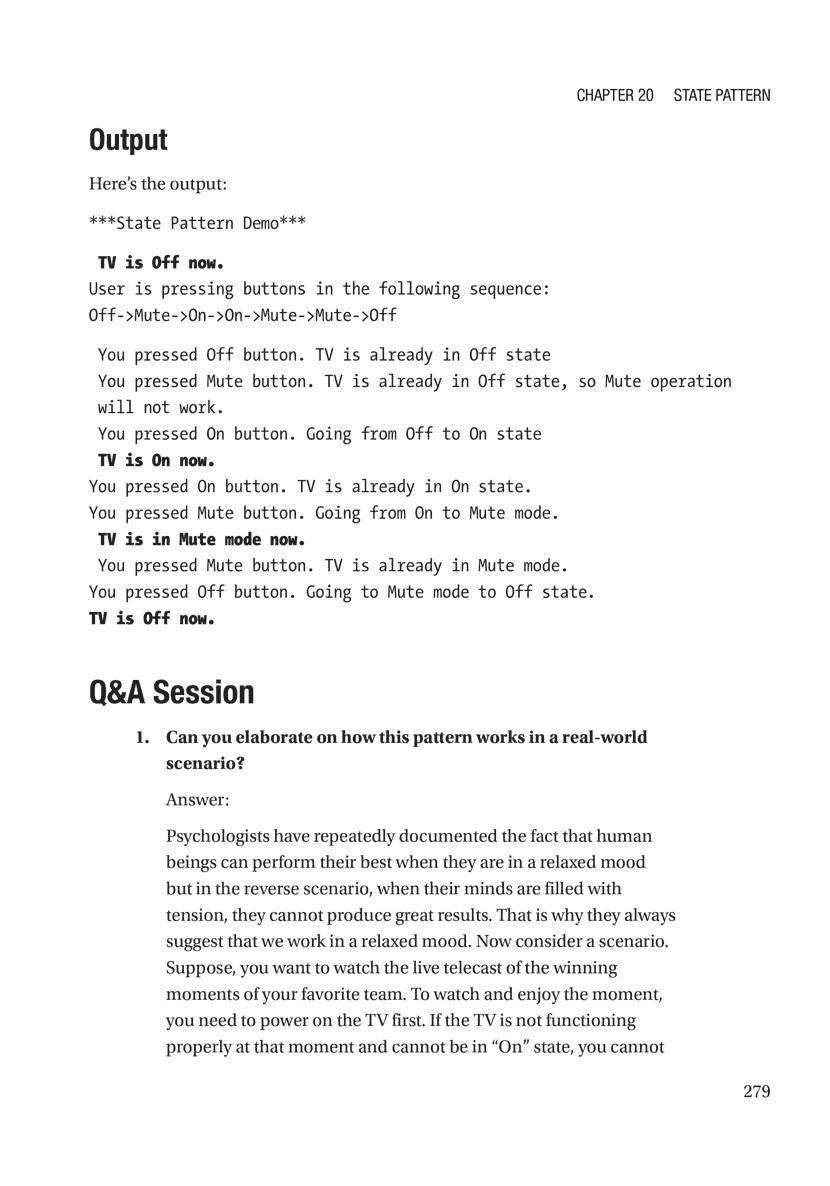 CHAPTER 20 STATE PATTERN
Output
Here’s the output:
***State Pattern Demo***
TV is Off now.
User is pressing buttons in the following sequence:
Off->Mute->On->On->Mute->Mute->Off
You pressed Off button. TV is already in Off state
You pressed Mute button. TV is already in Off state, so Mute operation
will not work.
You pressed On button. Going from Off to On state
TV is On now.
You pressed On button. TV is already in On state.
You pressed Mute button. Going from On to Mute mode.
TV is in Mute mode now.
You pressed Mute button. TV is already in Mute mode.
You pressed Off button. Going to Mute mode to Off state.
TV is Off now.
Q&A Session
1. Can you elaborate on how this pattern works in a real-world
scenario?
Answer:
Psychologists have repeatedly documented the fact that human
beings can perform their best when they are in a relaxed mood
but in the reverse scenario, when their minds are filled with
tension, they cannot produce great results. That is why they always
suggest that we work in a relaxed mood. Now consider a scenario.
Suppose, you want to watch the live telecast of the winning
moments of your favorite team. To watch and enjoy the moment,
you need to power on the TV first. If the TV is not functioning
properly at that moment and cannot be in “On” state, you cannot
279